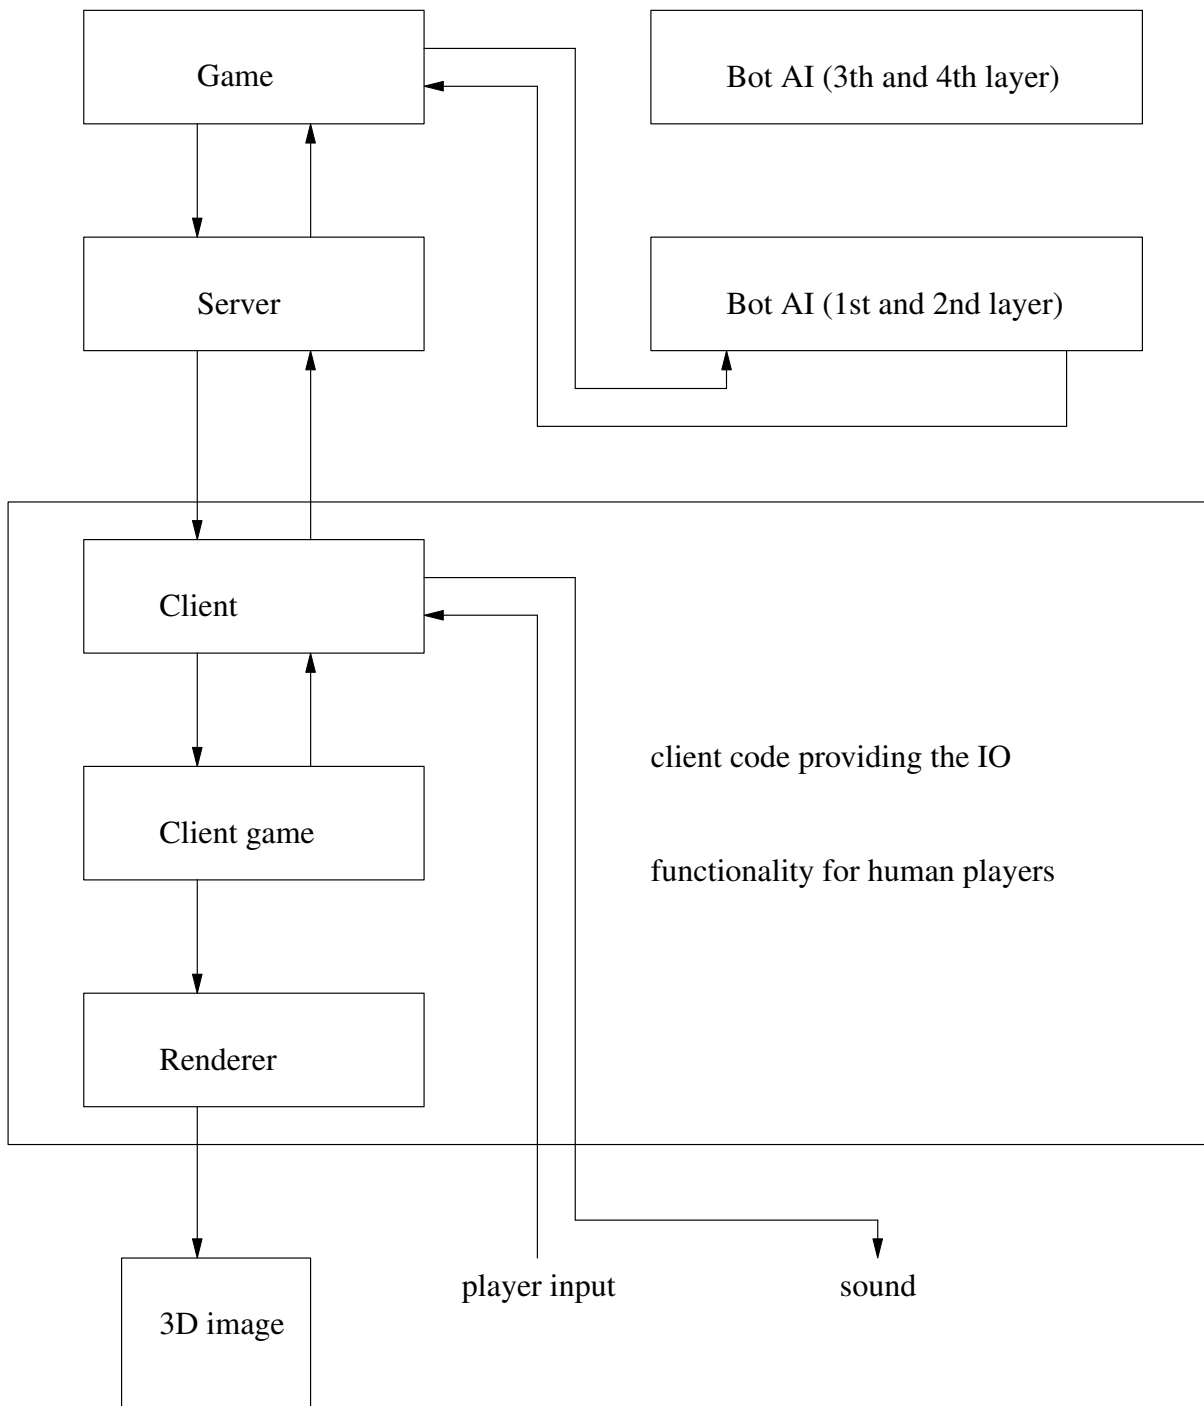 Game
Bot AI (3th and 4th layer)
Server
Bot AI (1st and 2nd layer)
Client
client code providing the IO
Client game
functionality for human players
Renderer
player input
sound
3D image